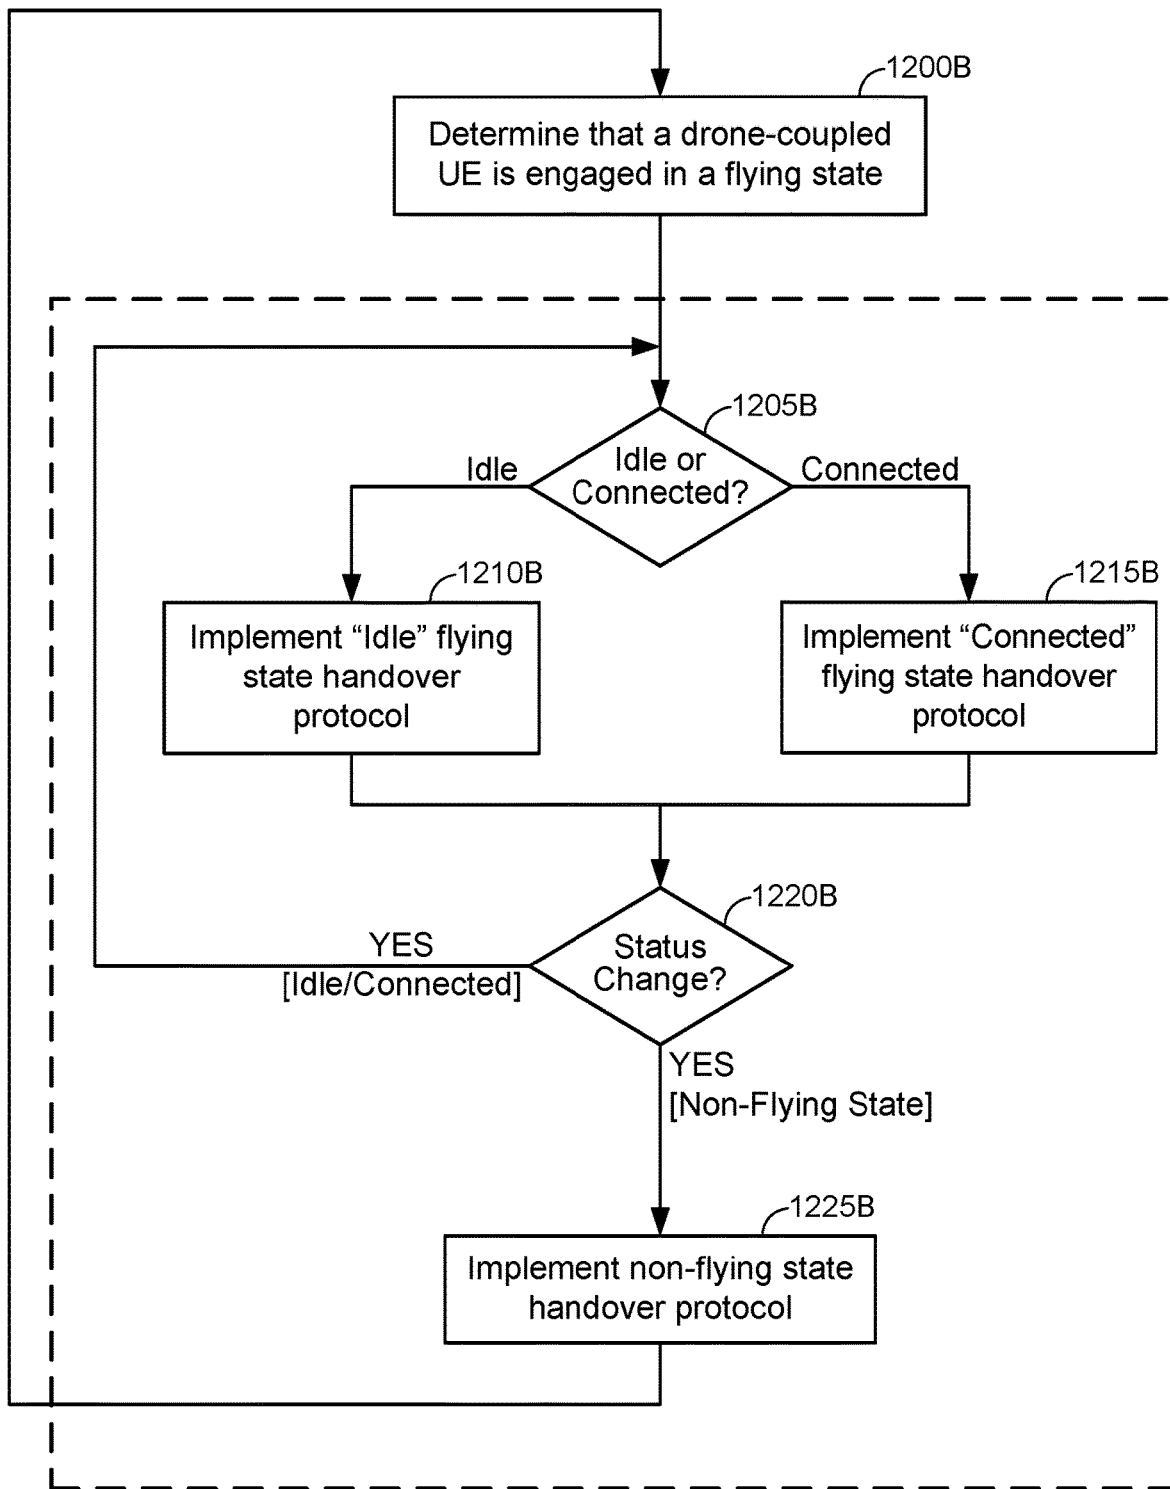 1200B
Determine that a drone-coupled
UE is engaged in a flying state
1205B
Idle or
Connected?
Idle
Connected
1210B
Implement “Idle” flying
state handover
protocol
1215B
Implement “Connected”
flying state handover
protocol
1220B
Status
Change?
YES
[Idle/Connected]
YES
[Non-Flying State]
1225B
Implement non-flying state
handover protocol